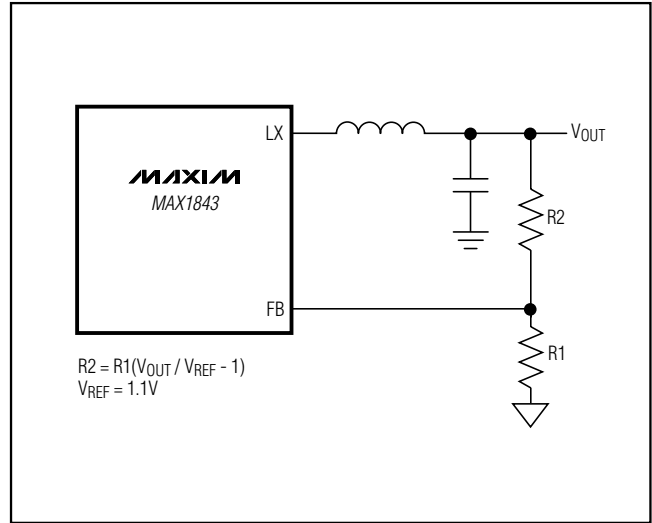 LX
VOUT
MAXIM
MAX1843
R2
FB
R1
R2 = R1(VOUT / VREF - 1)
VREF = 1.1V